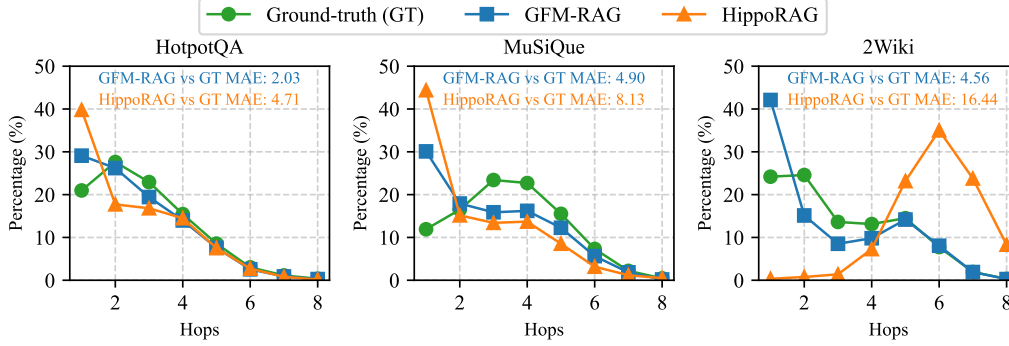 Ground-truth (GT) GFM-RAG HippoRAG
HotpotQA
GFM-RAG vs GT MAE: 2.03
HippoRAG vs GT MAE: 4.71
Percentage (%)
50
40
30
20
10
0
2 4 6 8
Hops
MuSiQue
GFM-RAG vs GT MAE: 4.90
HippoRAG vs GT MAE: 8.13
Percentage (%)
50
40
30
20
10
0
2 4 6 8
Hops
2Wiki
GFM-RAG vs GT MAE: 4.56
HippoRAG vs GT MAE: 16.44
Percentage (%)
50
40
30
20
10
0
2 4 6 8
Hops